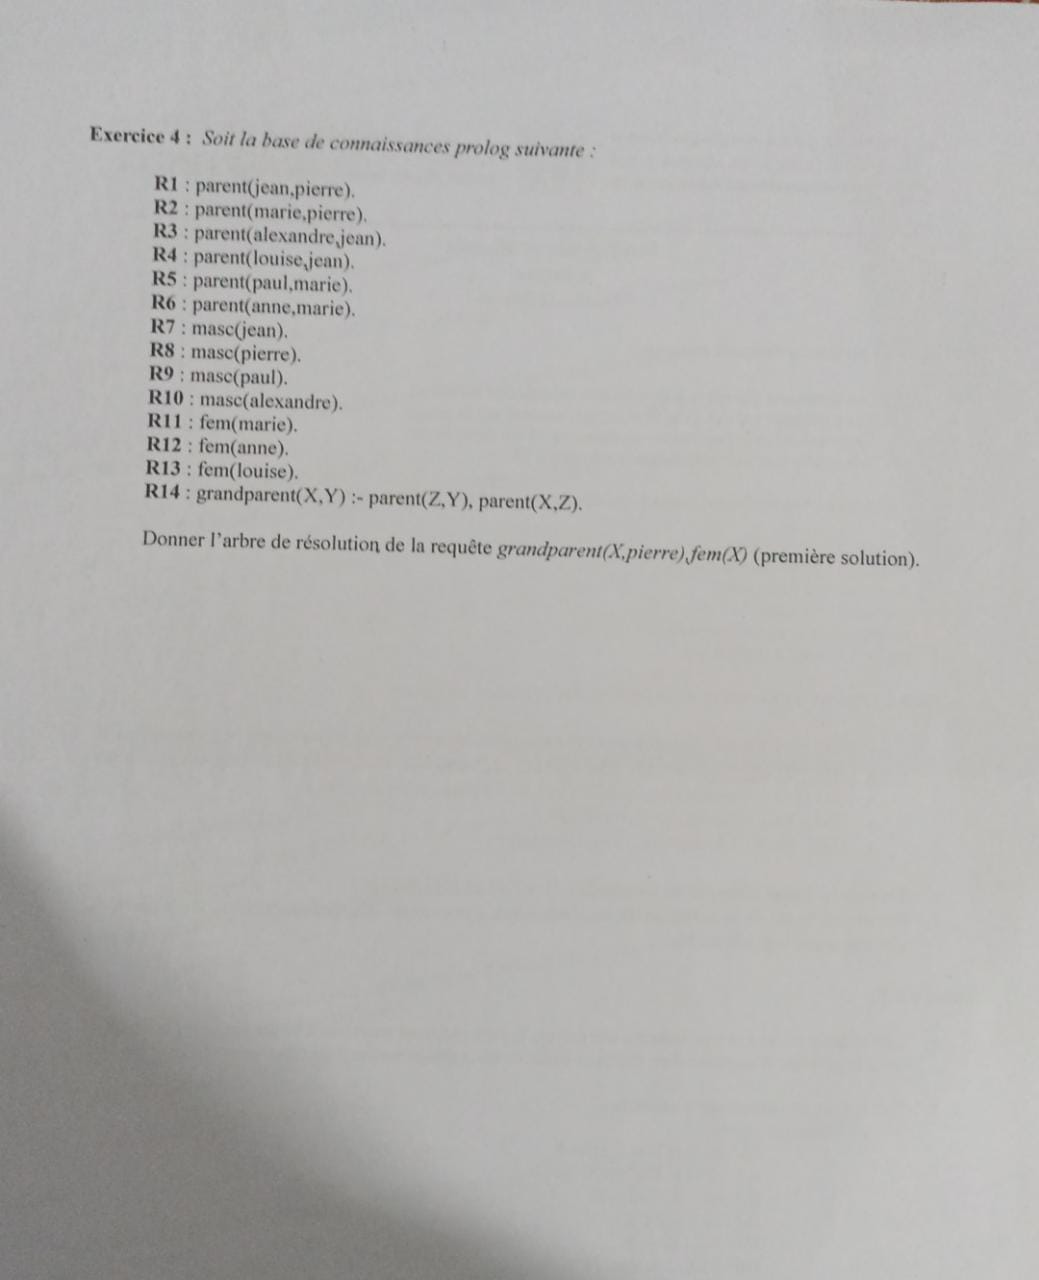 Exercice 4 : Soit la base de connaissances prolog suivante :
R1 : parent(jean,pierre).
R2 : parent(marie,pierre).
R3 : parent(alexandre,jean).
R4 : parent(louise,jean).
R5 : parent(paul,marie).
R6 : parent(anne,marie).
R7 : masc(jean).
R8 : masc(pierre).
R9 : masc(paul).
R10 : masc(alexandre).
R11 : fem(marie).
R12 : fem(anne).
R13 : fem(louise).
R14 : grandparent(X,Y) :- parent(Z,Y), parent(X,Z).
Donner l'arbre de résolution de la requête grandparent(X,pierre),fem(X) (première solution).